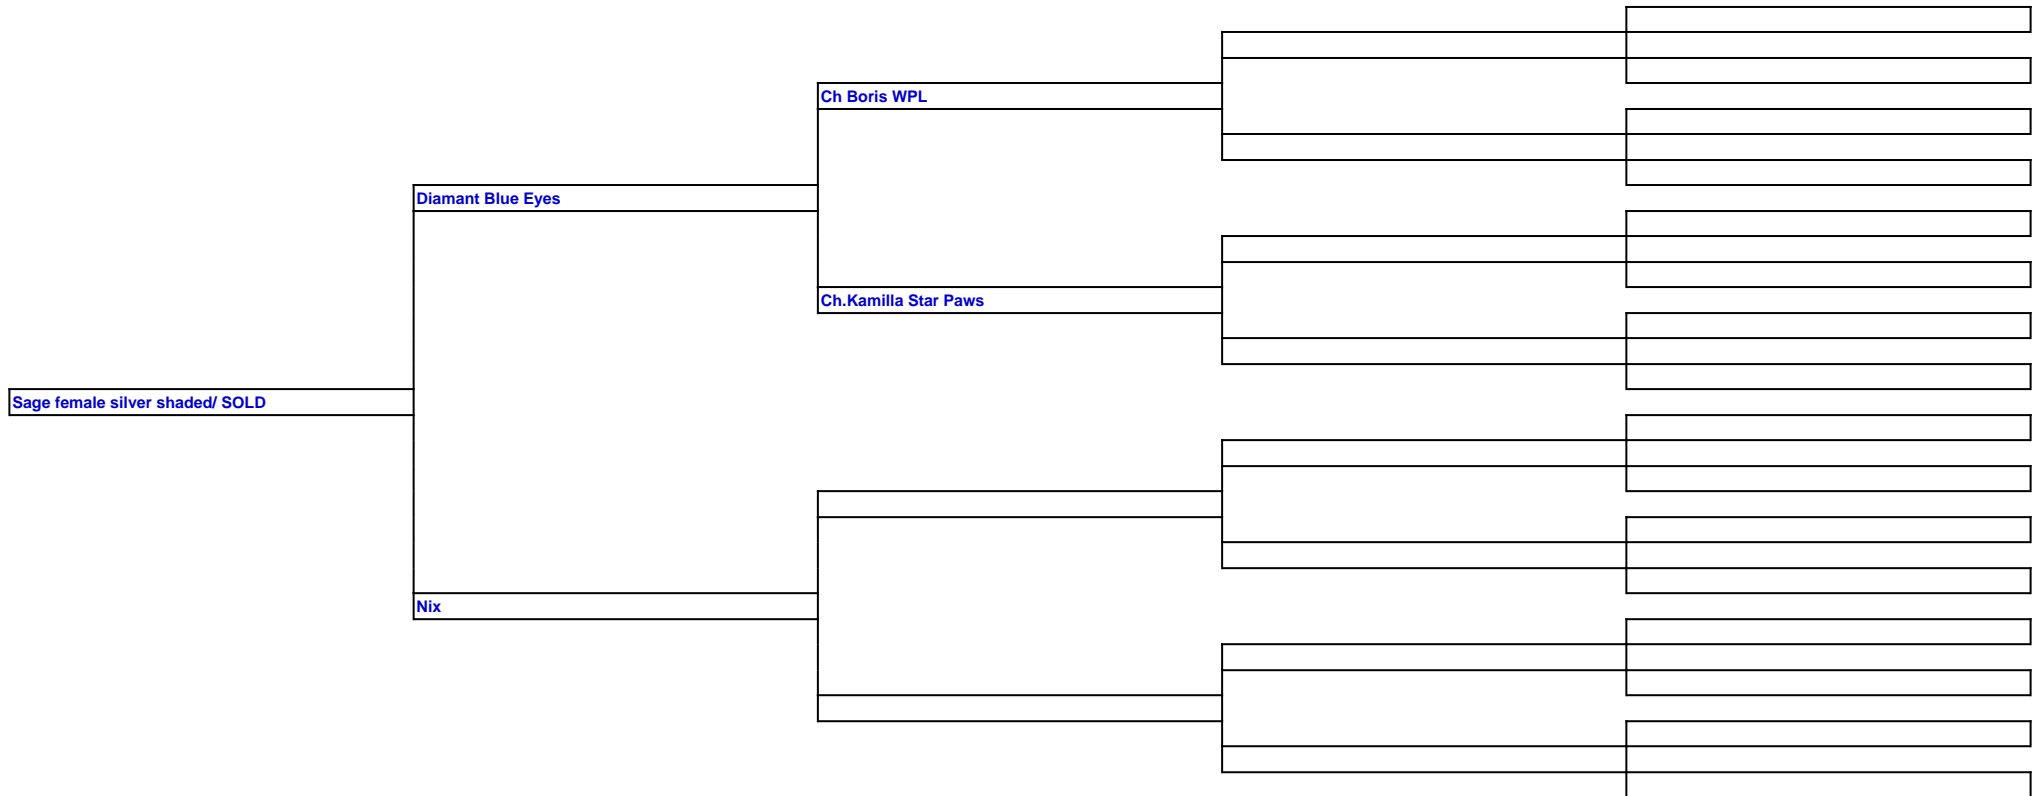 Ch Boris WPL
Diamant Blue Eyes
Ch.Kamilla Star Paws
Sage female silver shaded/ SOLD
Nix